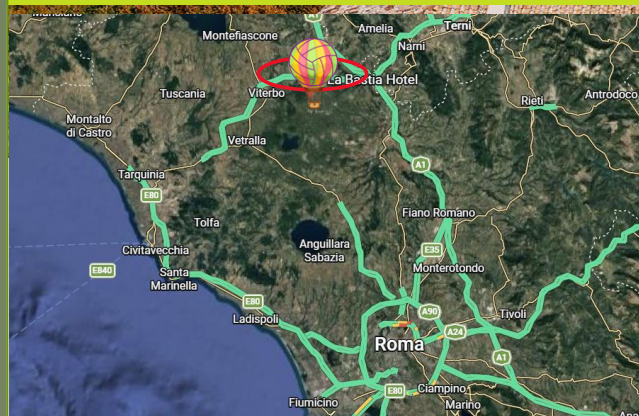 A1
Amelia
Terni
Montefiascone
Narni
La Bastia Hotel
Tuscania
Viterbo
Rieti
Antrodoco
Montalto
di Castro
Vetralla
A1
Tarquinia
E80
Fiano Romano
Tolfa
Anguillara
Sabazia
Civitavecchia
E35
E840
Santa
Marinella
Monterotondo
E80
A90
Tivoli
Ladispoli
A24
Roma
A1
E80
Ciampino
Fiumicino
Marino